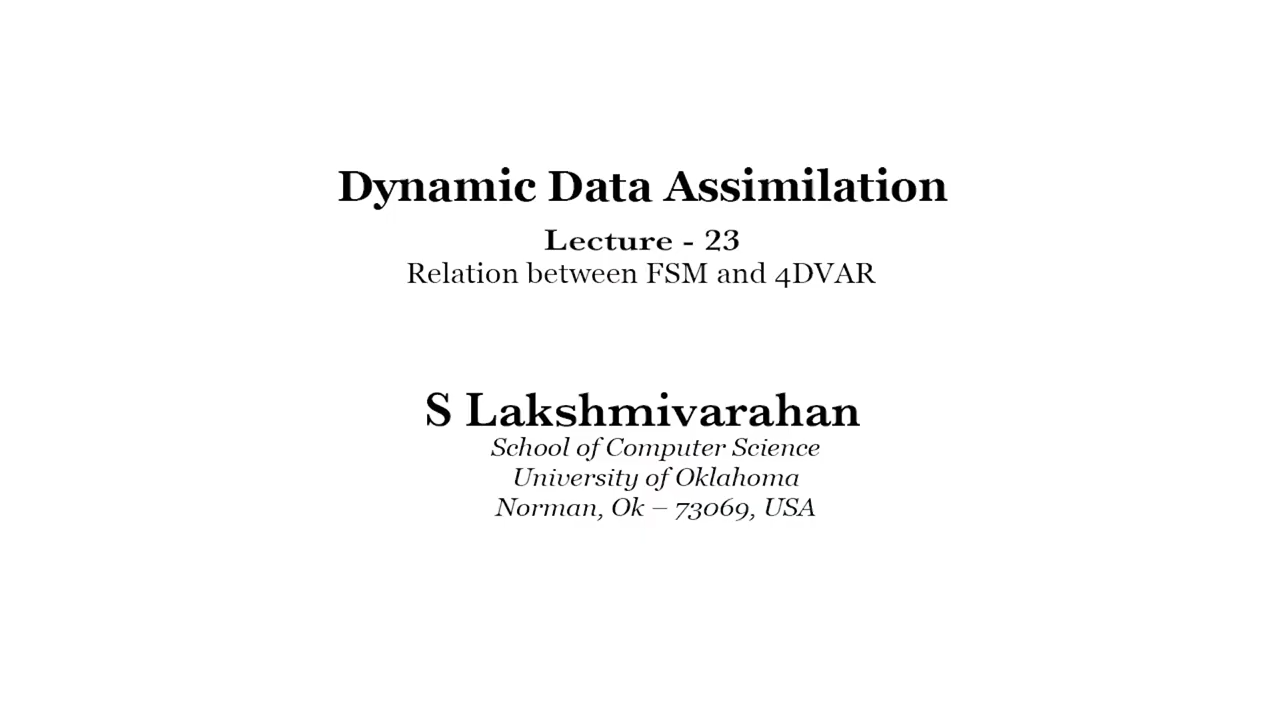 Dynamic Data Assimilation
Lecture - 23
Relation between FSM and 4DVAR
S Lakshmivarahan
School of Computer Science
University of Oklahoma
Norman, Ok – 73069, USA